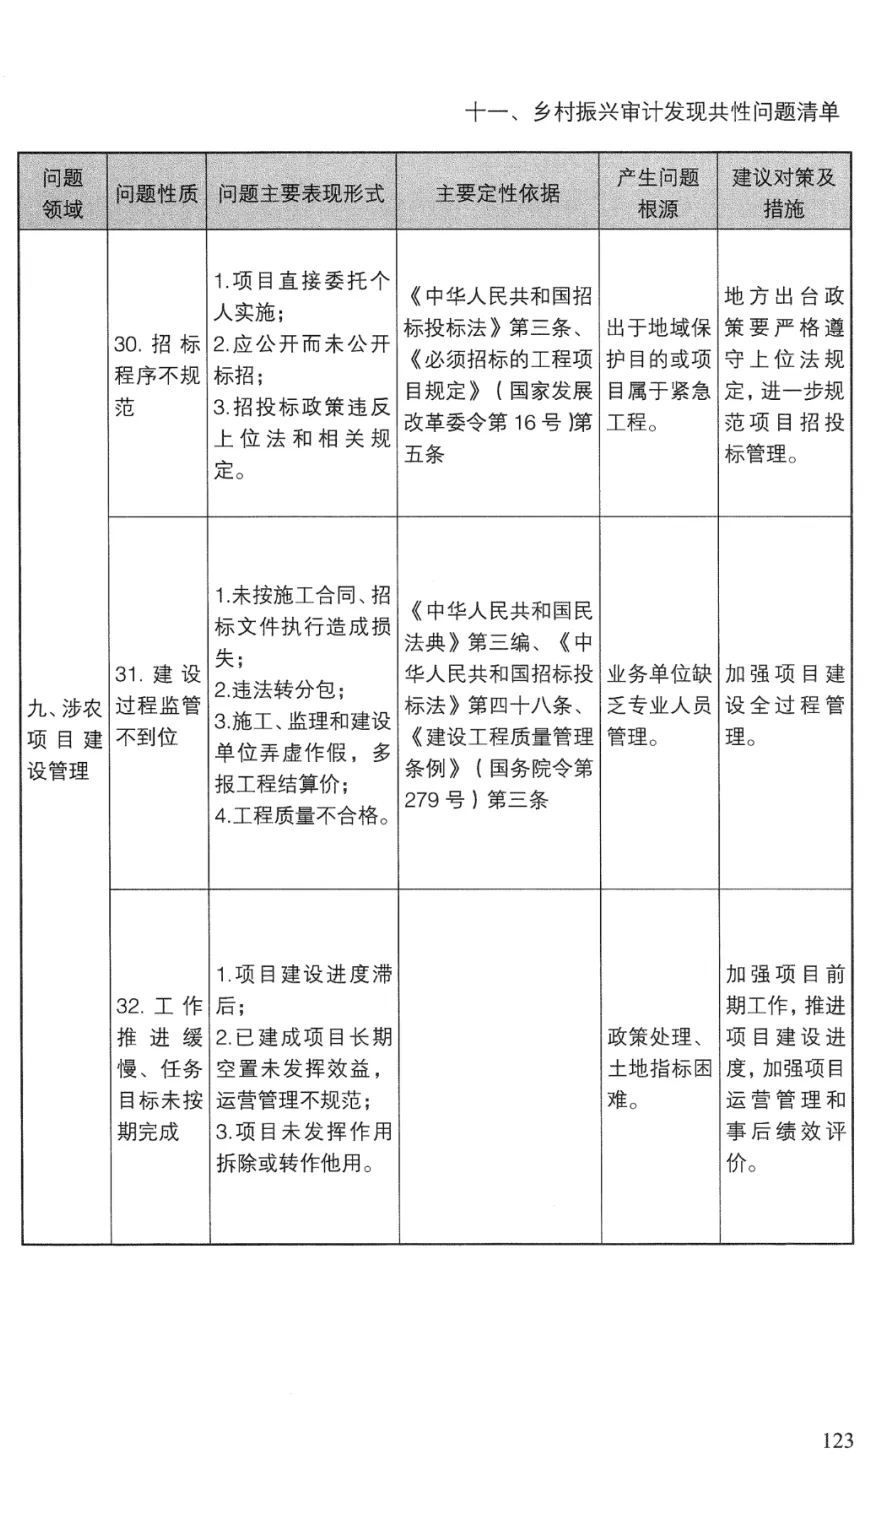 十一、乡村振兴审计发现共性问题清单
问题
领域
问题性质
问题主要表现形式
主要定性依据
产生问题
根源
建议对策及
措施
九、涉农
项目建
设管理
30. 招标
程序不规
范
1.项目直接委托个
人实施；
2.应公开而未公开
标招；
3.招投标政策违反
上位法和相关规
定。
《中华人民共和国招
标投标法》第三条、
《必须招标的工程项
目规定》（国家发展
改革委令第 16 号）第
五条
出于地域保
护目的或项
目属于紧急
工程。
地方出台政
策要严格遵
守上位法规
定，进一步规
范项目招投
标管理。
31. 建设
过程监管
不到位
1.未按施工合同、招
标文件执行造成损
失；
2.违法转分包；
3.施工、监理和建设
单位弄虚作假，多
报工程结算价；
4.工程质量不合格。
《中华人民共和国民
法典》第三编、《中
华人民共和国招标投
标法》第四十八条、
《建设工程质量管理
条例》（国务院令第
279 号）第三条
业务单位缺
乏专业人员
管理。
加强项目建
设全过程管
理。
32. 工作
推进缓
慢、任务
目标未按
期完成
1.项目建设进度滞
后；
2.已建成项目长期
空置未发挥效益，
运营管理不规范；
3.项目未发挥作用
拆除或转作他用。
政策处理、
土地指标困
难。
加强项目前
期工作，推进
项目建设进
度，加强项目
运营管理和
事后绩效评
价。
123